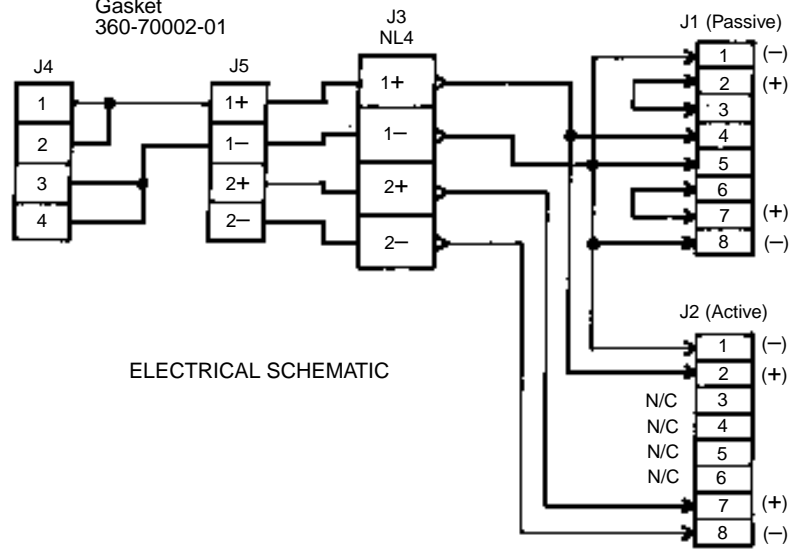 Gasket
360-70002-01
J4
1
2
3
4
J5
1+
1–
2+
2–
J3
NL4
1+
1–
2+
2–
J1 (Passive)
1 (–)
2 (+)
3
4
5
6
7 (+)
8 (–)
J2 (Active)
1 (–)
2 (+)
N/C 3
N/C 4
N/C 5
N/C 6
7 (+)
8 (–)
ELECTRICAL SCHEMATIC